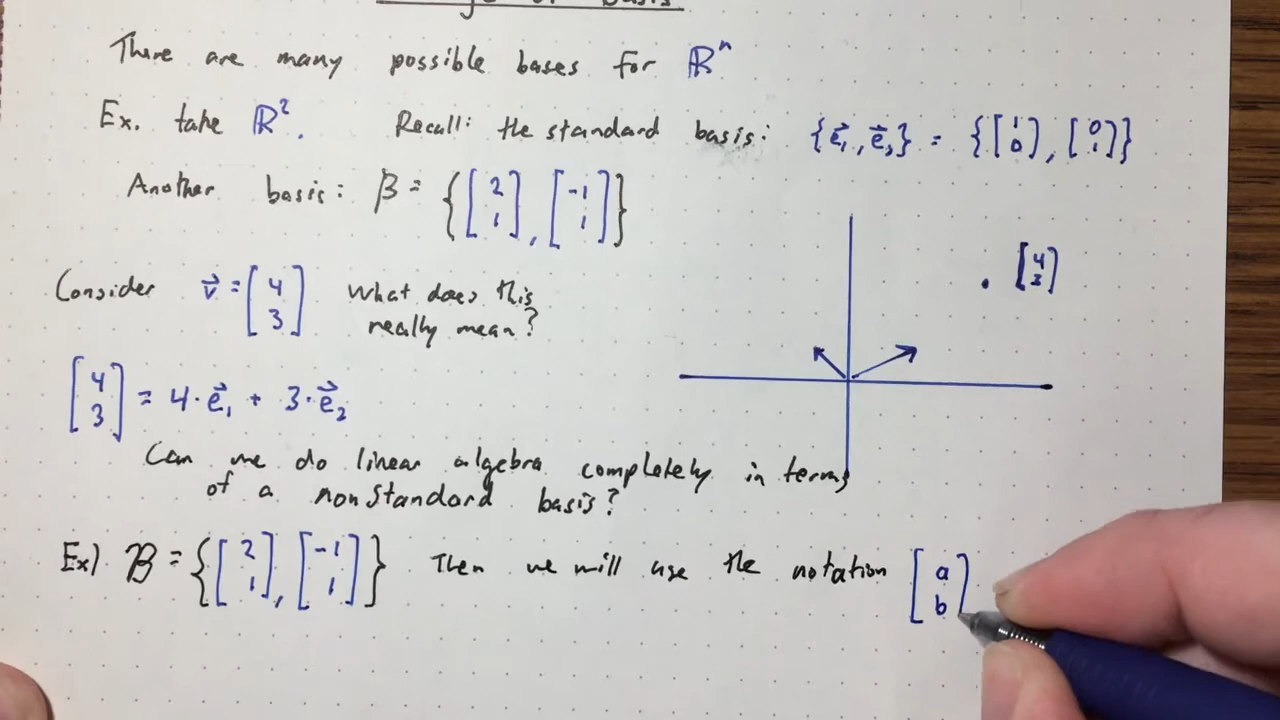 Basis
There are many possible bases for ℝⁿ
Ex. take ℝ². Recall: the standard basis: {e⃗₁, e⃗₂} = {[1 0], [0 1]}
Another basis: β = {[2 1], [-1 1]}
[4 3]
Consider v⃗ = [4 3] What does this
really mean?
[4 3] = 4·e⃗₁ + 3·e⃗₂
Can we do linear algebra completely in terms
of a nonstandard basis?
Ex) B = {[2 1], [-1 1]} Then we will use the notation [a b]